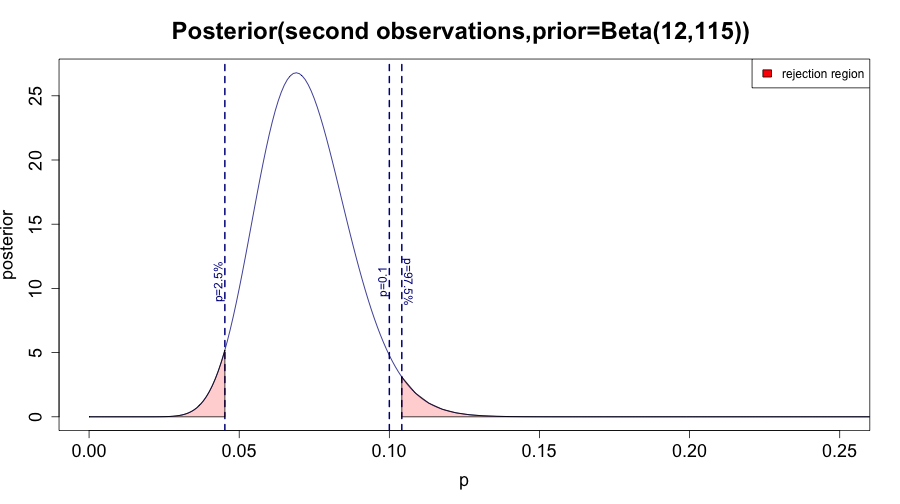 Posterior(second observations,prior=Beta(12,115))
rejection region
posterior
25
20
15
10
5
0
p=2.5%
p=0.1
p=97.5%
0.00 0.05 0.10 0.15 0.20 0.25
p